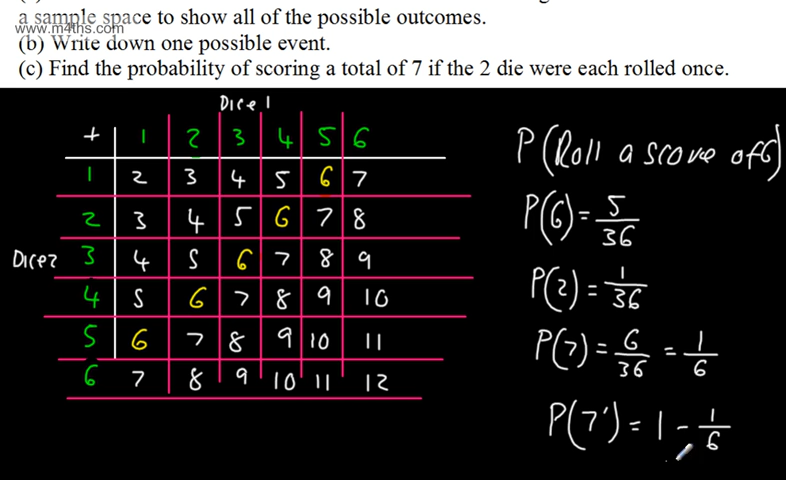 a sample space to show all of the possible outcomes.
www.m4ths.com
(b) Write down one possible event.
(c) Find the probability of scoring a total of 7 if the 2 die were each rolled once.
Dice 1
+ 1 2 3 4 5 6
1 2 3 4 5 6 7
2 3 4 5 6 7 8
Dice 2 3 4 5 6 7 8 9
4 5 6 7 8 9 10
5 6 7 8 9 10 11
6 7 8 9 10 11 12
P(Roll a score of 6)
P(6) = 5/36
P(2) = 1/36
P(7) = 6/36 = 1/6
P(7') = 1 - 1/6